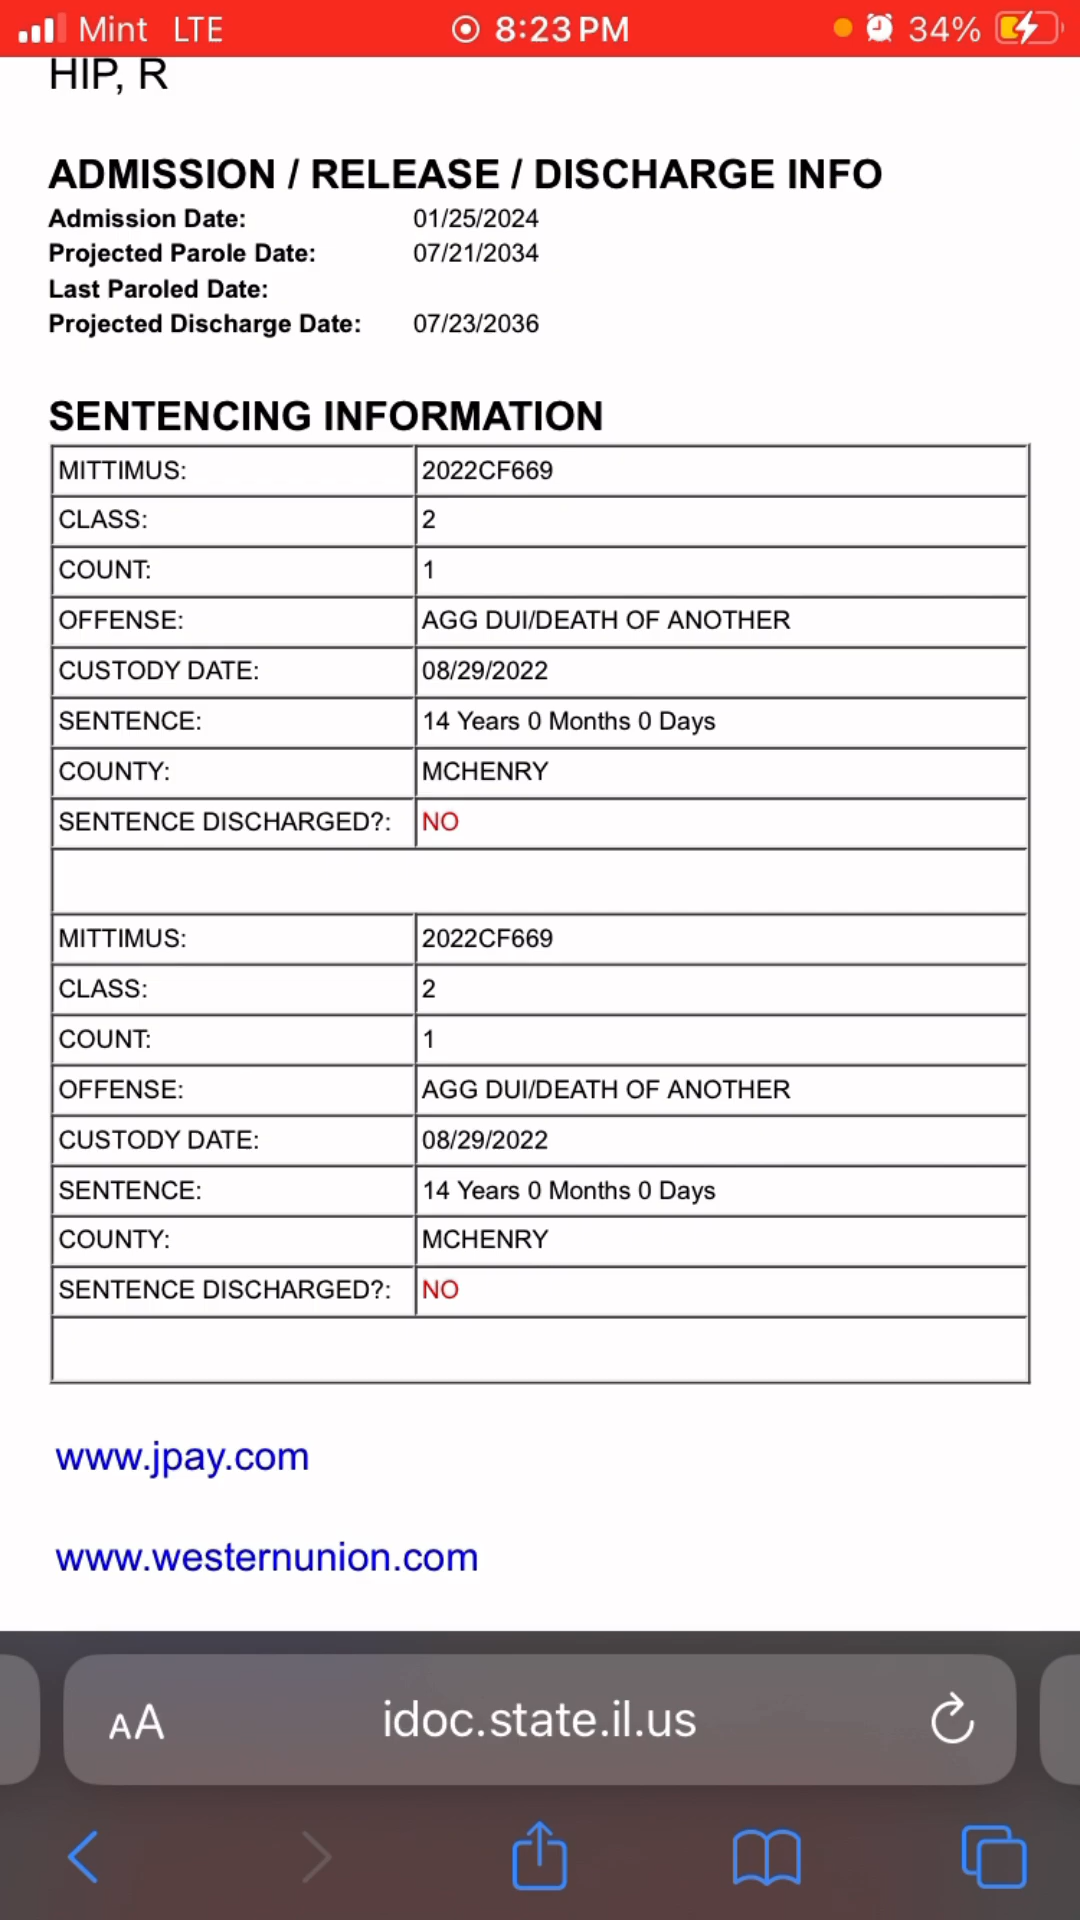 Mint LTE 8:23 PM 34%
HIP, R
ADMISSION / RELEASE / DISCHARGE INFO
Admission Date: 01/25/2024
Projected Parole Date: 07/21/2034
Last Paroled Date:
Projected Discharge Date: 07/23/2036
SENTENCING INFORMATION
MITTIMUS: 2022CF669
CLASS: 2
COUNT: 1
OFFENSE: AGG DUI/DEATH OF ANOTHER
CUSTODY DATE: 08/29/2022
SENTENCE: 14 Years 0 Months 0 Days
COUNTY: MCHENRY
SENTENCE DISCHARGED?: NO
MITTIMUS: 2022CF669
CLASS: 2
COUNT: 1
OFFENSE: AGG DUI/DEATH OF ANOTHER
CUSTODY DATE: 08/29/2022
SENTENCE: 14 Years 0 Months 0 Days
COUNTY: MCHENRY
SENTENCE DISCHARGED?: NO
www.jpay.com
www.westernunion.com
AA idoc.state.il.us